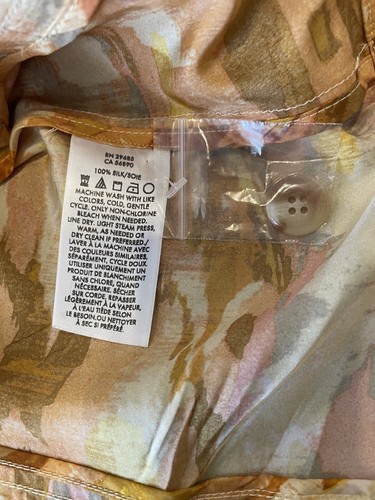 RN 29685
CA 56890
100% SILK/SOIE
MACHINE WASH WITH LIKE
COLORS, COLD, GENTLE
CYCLE. ONLY NON-CHLORINE
BLEACH WHEN NEEDED.
LINE DRY. LIGHT STEAM PRESS,
WARM, AS NEEDED OR
DRY CLEAN IF PREFERRED./
LAVER À LA MACHINE AVEC
DES COULEURS SIMILAIRES,
SÉPARÉMENT, CYCLE DOUX.
UTILISER UNIQUEMENT UN
PRODUIT DE BLANCHIMENT
SANS CHLORE, QUAND
NÉCESSAIRE. SÉCHER
SUR CORDE, REPASSER
LÉGÈREMENT À LA VAPEUR,
À L'EAU TIÈDE SELON
LE BESOIN.OU NETTOYER
À SEC SI PRÉFÉRÉ.